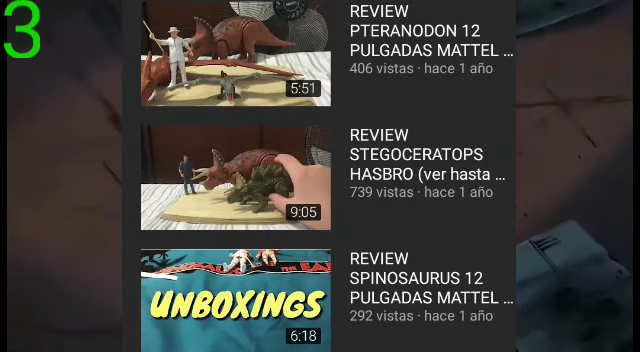 3
REVIEW
PTERANODON 12
PULGADAS MATTEL ...
406 vistas · hace 1 año
5:51
REVIEW
STEGOCERATOPS
HASBRO (ver hasta ...
739 vistas · hace 1 año
9:05
REVIEW
SPINOSAURUS 12
PULGADAS MATTEL ...
292 vistas · hace 1 año
UNBOXINGS
6:18